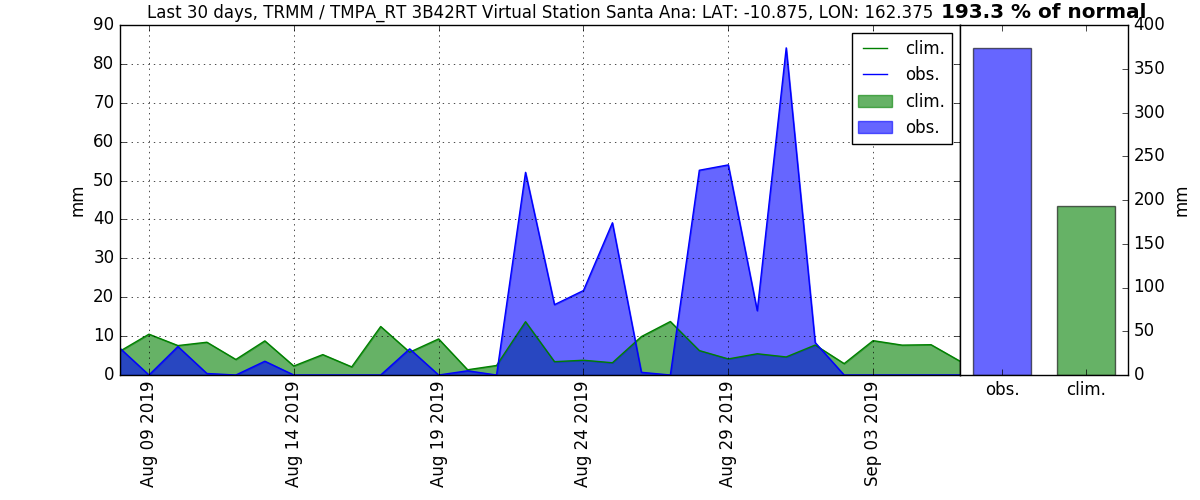 Last 30 days, TRMM / TMPA_RT 3B42RT Virtual Station Santa Ana: LAT: -10.875, LON: 162.375 193.3 % of normal
90
80
70
60
50
40
30
20
10
0
mm
clim.
obs.
clim.
obs.
Aug 09 2019
Aug 14 2019
Aug 19 2019
Aug 24 2019
Aug 29 2019
Sep 03 2019
400
350
300
250
200
150
100
50
0
mm
obs. clim.